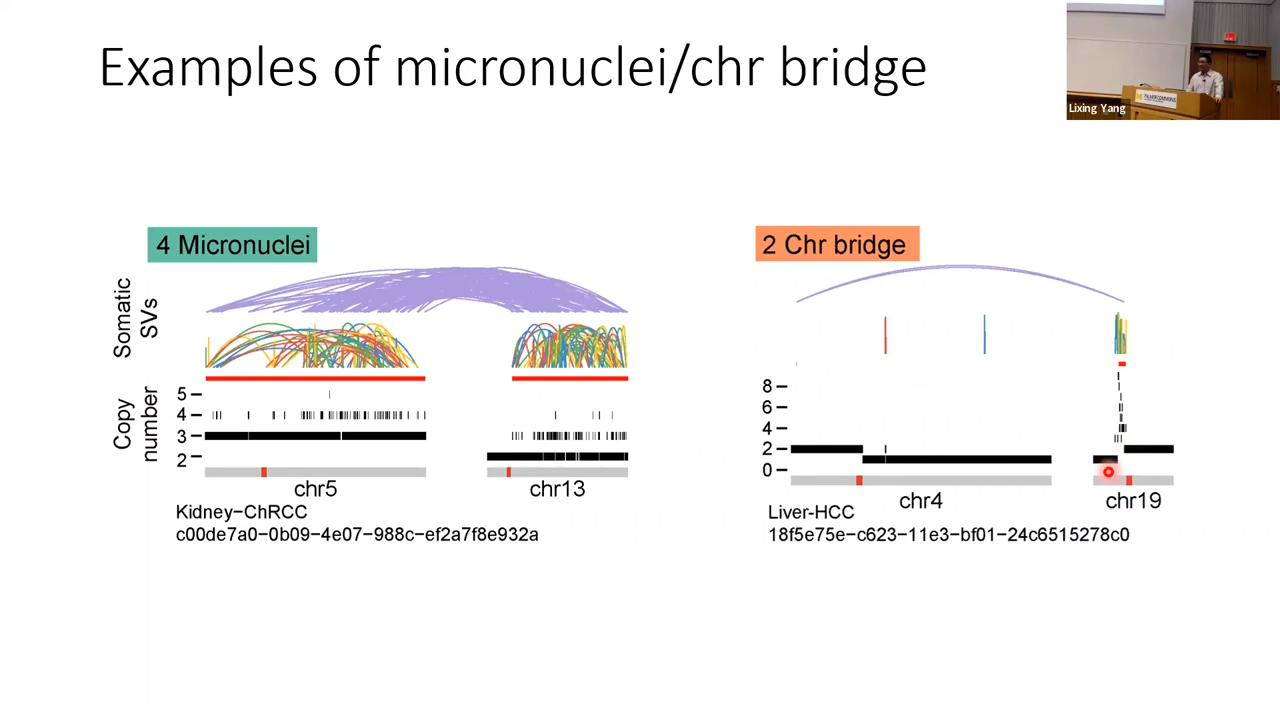 Examples of micronuclei/chr bridge
Lixing Yang
4 Micronuclei
Somatic
SVs
Copy
number
5
4
3
2
chr5
chr13
Kidney-ChRCC
c00de7a0-0b09-4e07-988c-ef2a7f8e932a
2 Chr bridge
8
6
4
2
0
chr4
chr19
Liver-HCC
18f5e75e-c623-11e3-bf01-24c6515278c0